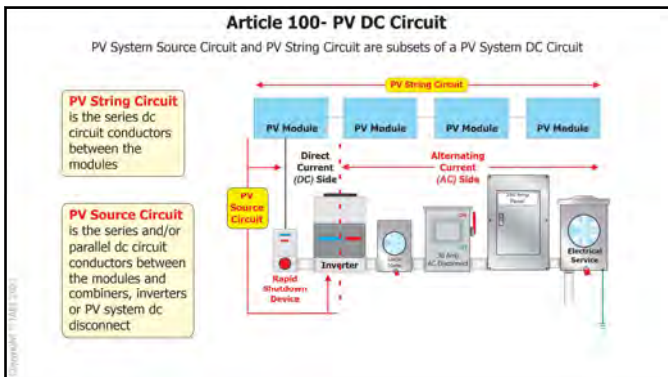 Article 100- PV DC Circuit
PV System Source Circuit and PV String Circuit are subsets of a PV System DC Circuit
PV String Circuit
PV String Circuit
is the series dc
circuit conductors
between the
modules
PV Module
PV Module
PV Module
PV Module
Direct
Current
(DC) Side
Alternating
Current
(AC) Side
PV
Source
Circuit
PV Source Circuit
is the series and/or
parallel dc circuit
conductors between
the modules and
combiners, inverters
or PV system dc
disconnect
Rapid
Shutdown
Device
Inverter
AC Disconnect
Panel
Electrical
Service